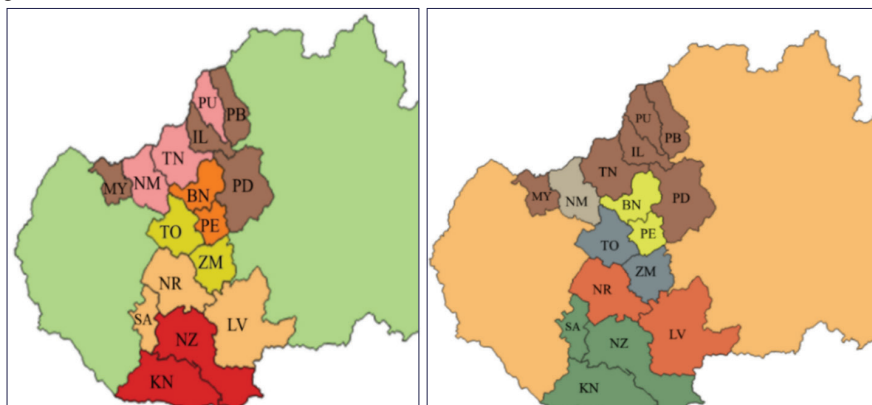 PU
PB
IL
TN
MY
NM
BN
PD
TO
PE
ZM
NR
SA
NZ
LV
KN
PU
PB
IL
TN
MY
NM
BN
PD
TO
PE
ZM
NR
SA
NZ
LV
KN